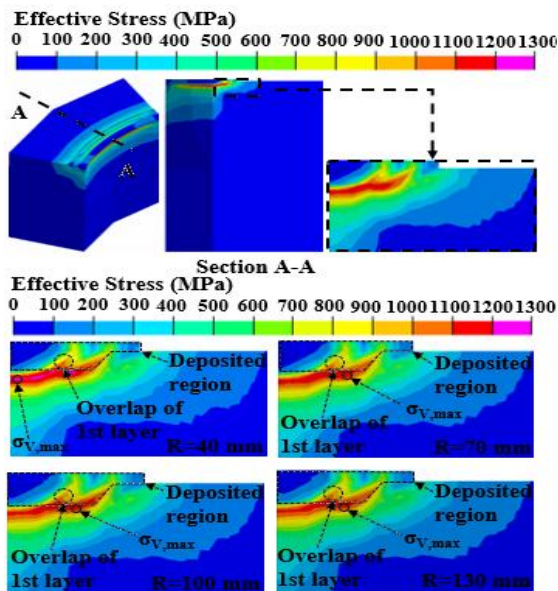 Effective Stress (MPa)
0 100 200 300 400 500 600 700 800 900 1000 1100 1200 1300
A
A
Section A-A
Effective Stress (MPa)
0 100 200 300 400 500 600 700 800 900 1000 1100 1200 1300
Deposited
region
Overlap of
1st layer
σV,max
R=40 mm
Deposited
region
Overlap of
1st layer
σV,max
R=70 mm
Deposited
region
σV,max
Overlap of
1st layer
R=100 mm
Deposited
region
σV,max
Overlap of
1st layer
R=130 mm